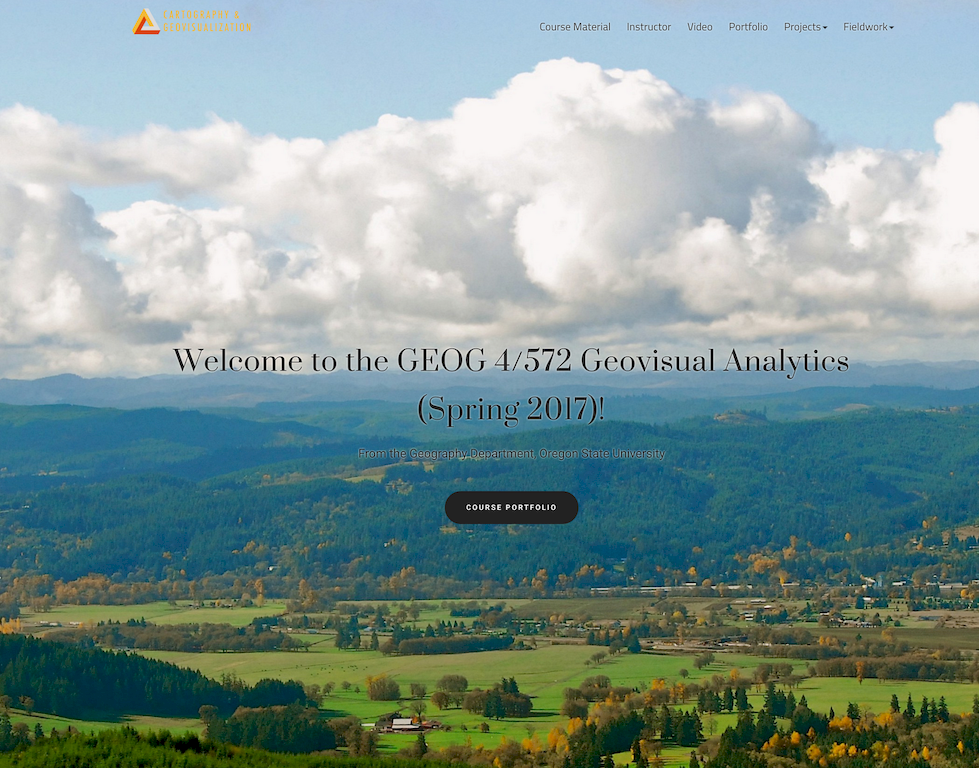 CARTOGRAPHY &
GEOVISUALIZATION
Course Material Instructor Video Portfolio Projects Fieldwork
Welcome to the GEOG 4/572 Geovisual Analytics
(Spring 2017)!
From the Geography Department, Oregon State University
COURSE PORTFOLIO